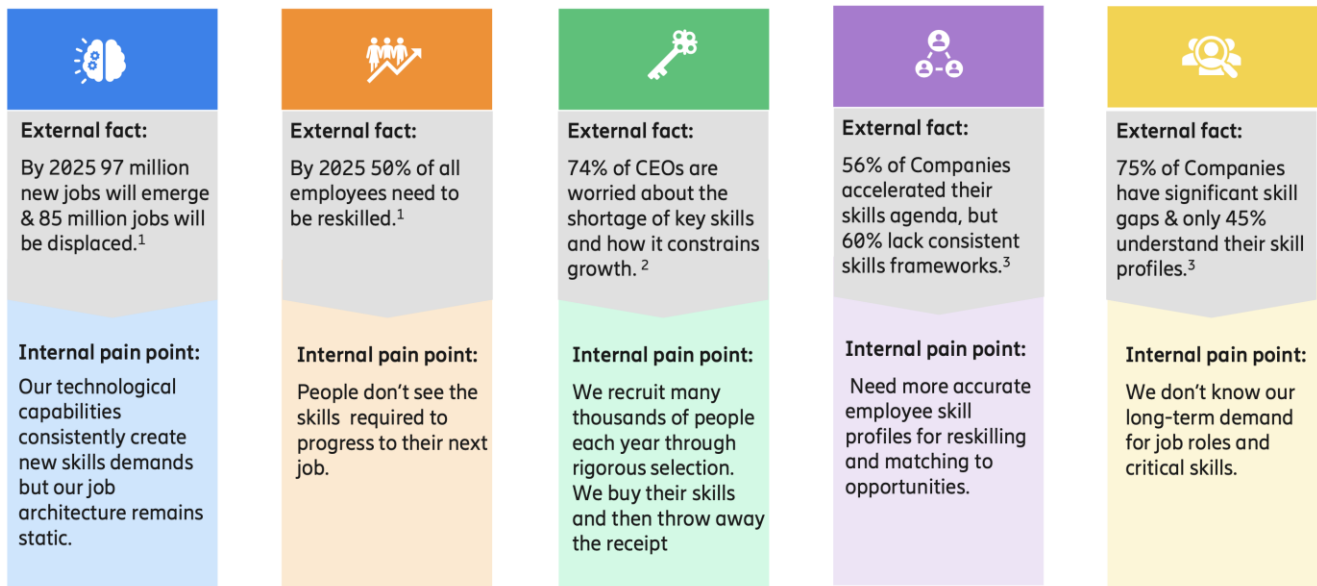 External fact:
By 2025 97 million
new jobs will emerge
& 85 million jobs will
be displaced.1
Internal pain point:
Our technological
capabilities
consistently create
new skills demands
but our job
architecture remains
static.
External fact:
By 2025 50% of all
employees need to
be reskilled.1
Internal pain point:
People don't see the
skills required to
progress to their next
job.
External fact:
74% of CEOs are
worried about the
shortage of key skills
and how it constrains
growth. 2
Internal pain point:
We recruit many
thousands of people
each year through
rigorous selection.
We buy their skills
and then throw away
the receipt
External fact:
56% of Companies
accelerated their
skills agenda, but
60% lack consistent
skills frameworks.3
Internal pain point:
Need more accurate
employee skill
profiles for reskilling
and matching to
opportunities.
External fact:
75% of Companies
have significant skill
gaps & only 45%
understand their skill
profiles.3
Internal pain point:
We don't know our
long-term demand
for job roles and
critical skills.